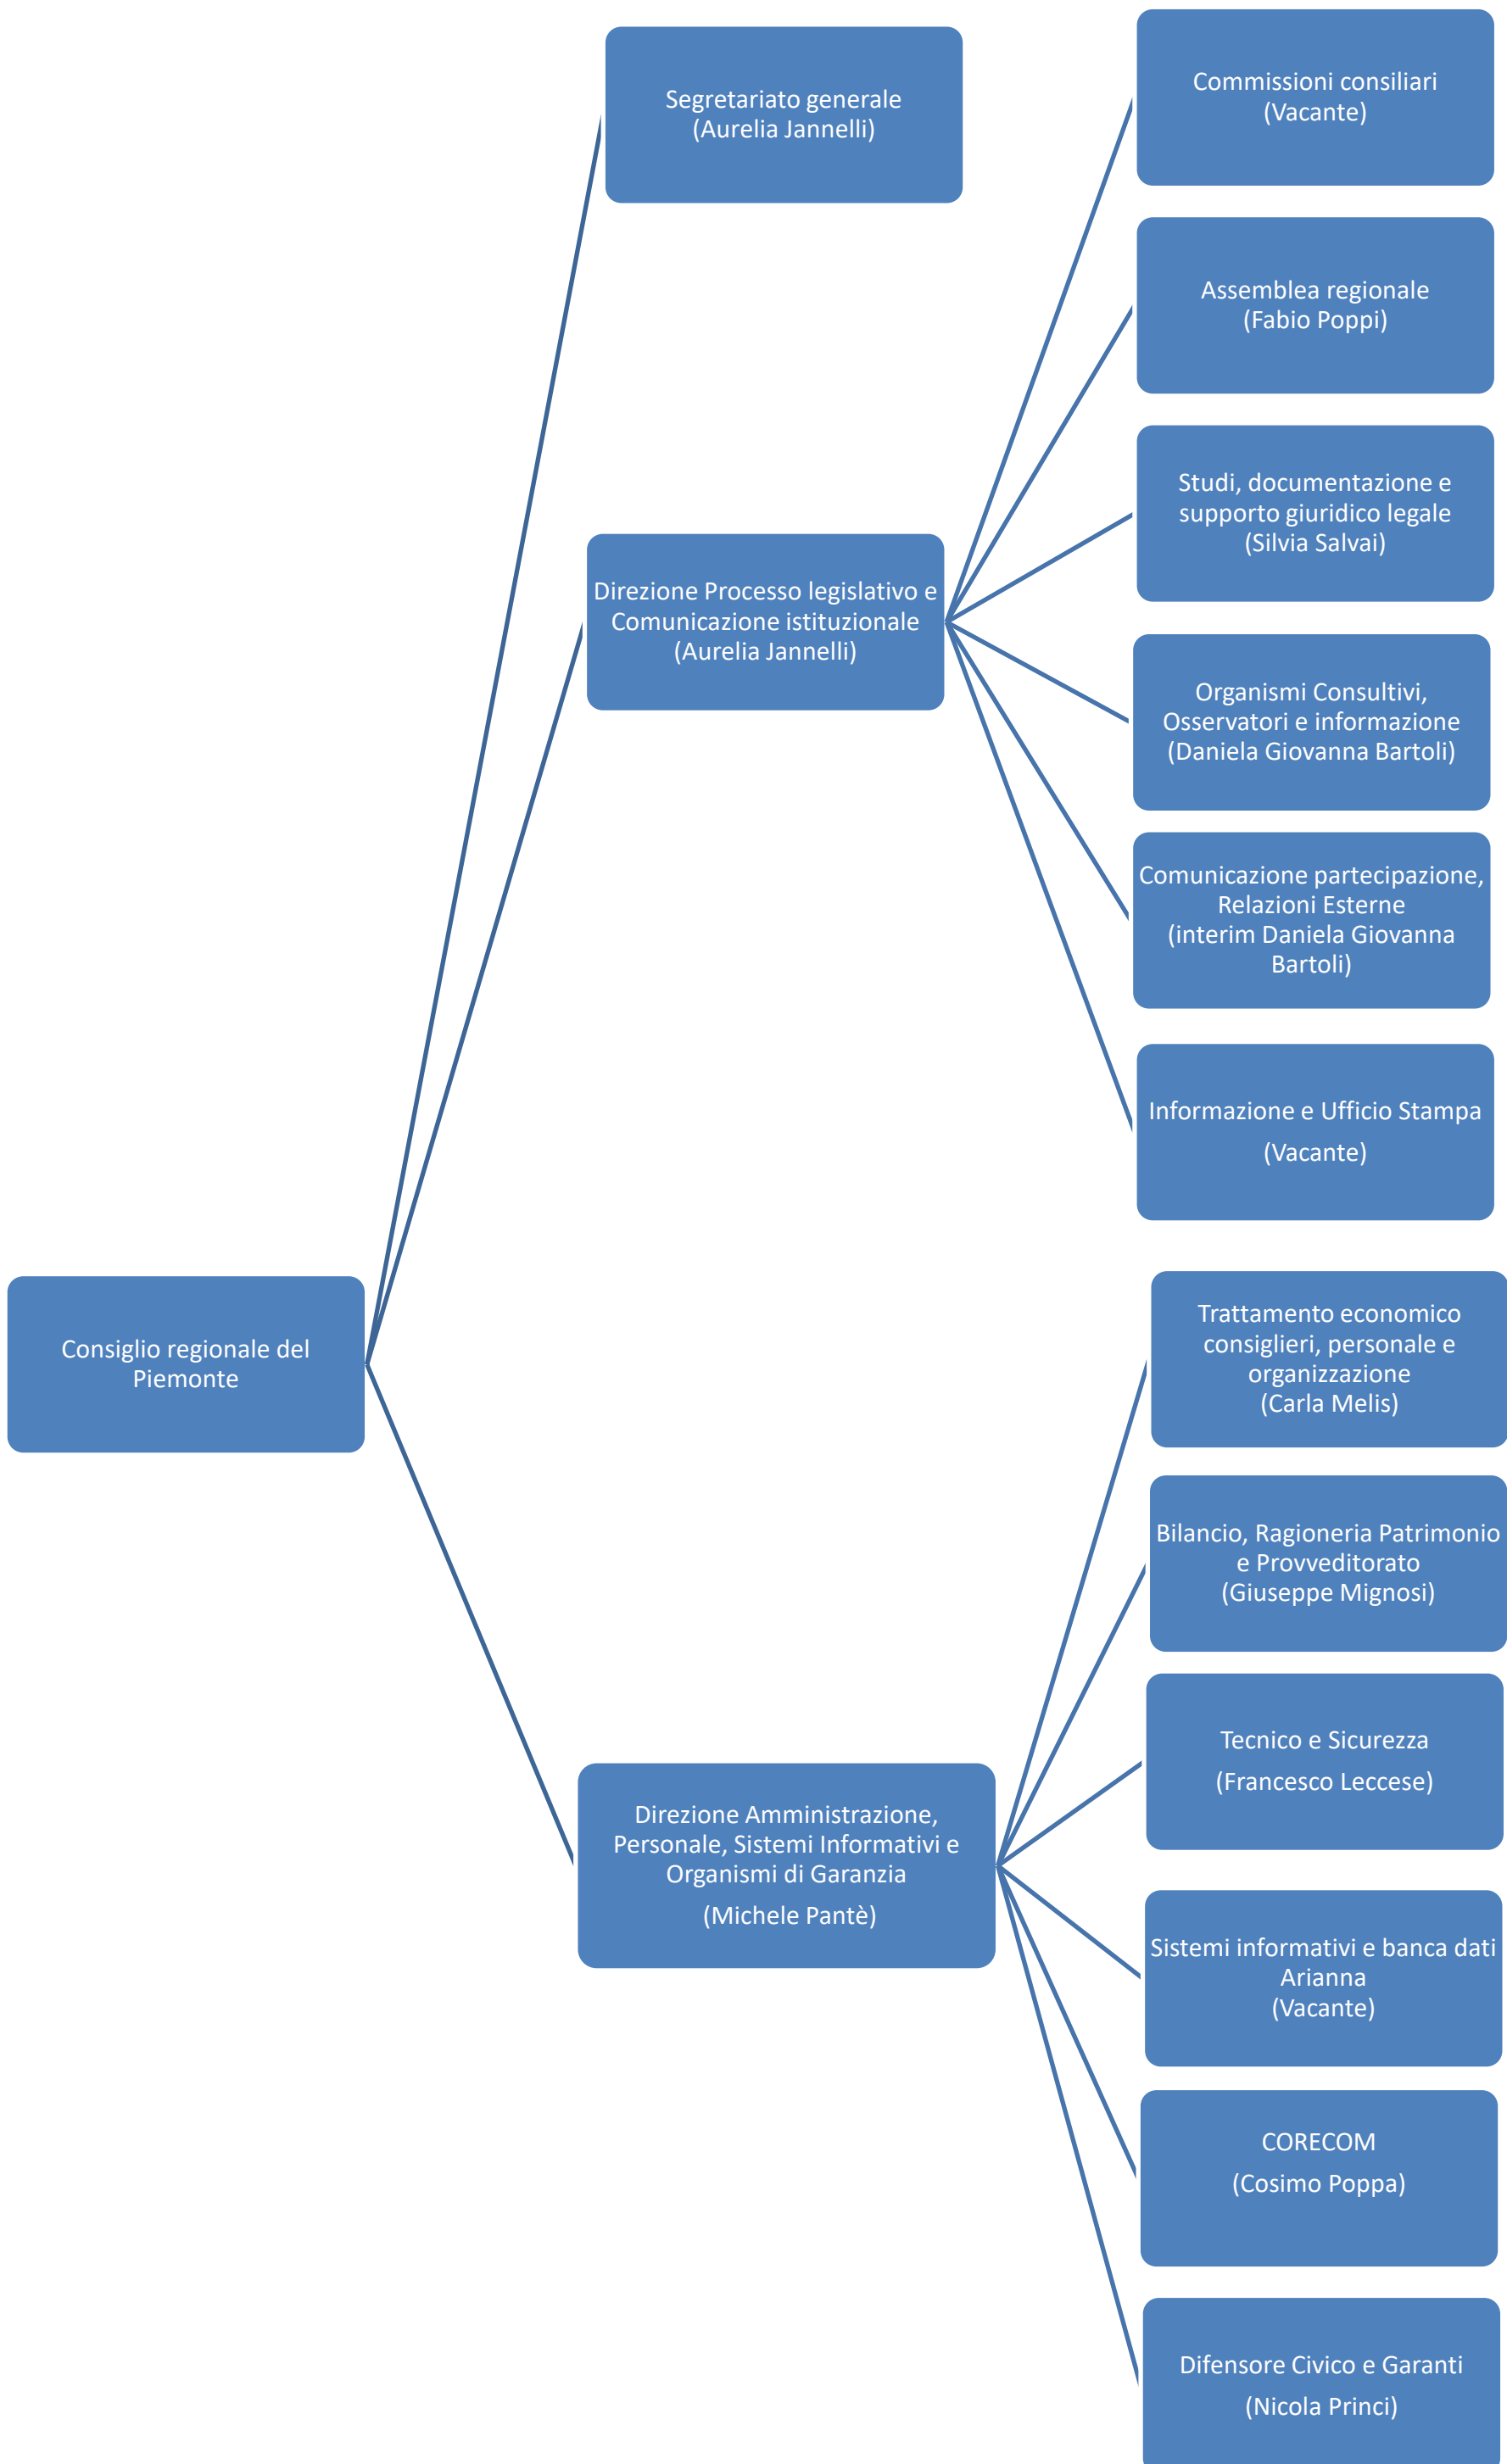 Consiglio regionale del
Piemonte
Segretariato generale
(Aurelia Jannelli)
Direzione Processo legislativo e
Comunicazione istituzionale
(Aurelia Jannelli)
Commissioni consiliari
(Vacante)
Assemblea regionale
(Fabio Poppi)
Studi, documentazione e
supporto giuridico legale
(Silvia Salvai)
Organismi Consultivi,
Osservatori e informazione
(Daniela Giovanna Bartoli)
Comunicazione partecipazione,
Relazioni Esterne
(interim Daniela Giovanna
Bartoli)
Informazione e Ufficio Stampa
(Vacante)
Direzione Amministrazione,
Personale, Sistemi Informativi e
Organismi di Garanzia
(Michele Pantè)
Trattamento economico
consiglieri, personale e
organizzazione
(Carla Melis)
Bilancio, Ragioneria Patrimonio
e Provveditorato
(Giuseppe Mignosi)
Tecnico e Sicurezza
(Francesco Leccese)
Sistemi informativi e banca dati
Arianna
(Vacante)
CORECOM
(Cosimo Poppa)
Difensore Civico e Garanti
(Nicola Princi)